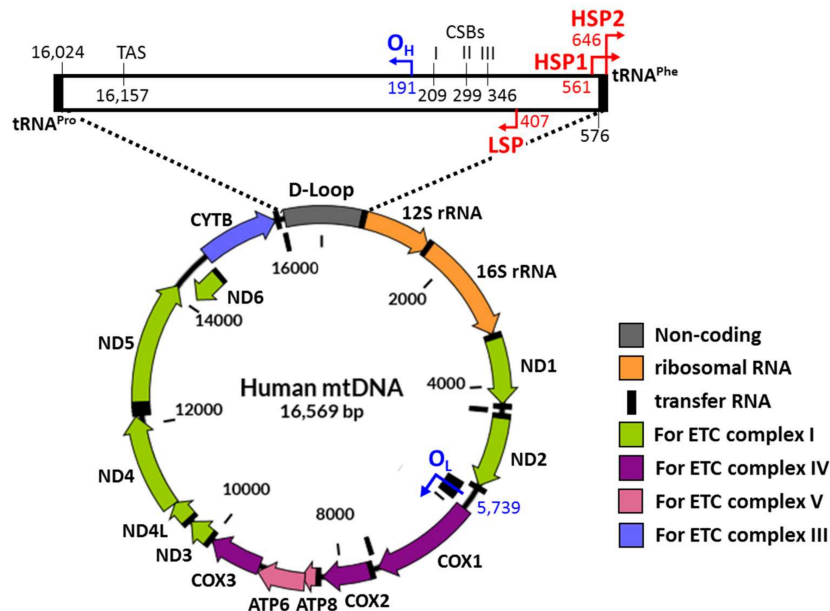 HSP2
CSBs
646
16,024
TAS
O_H
I
II
III
HSP1
tRNA^Phe
191
561
16,157
209
299
346
407
tRNA^Pro
576
LSP
D-Loop
CYTB
12S rRNA
16000
16S rRNA
ND6
2000
14000
ND5
Non-coding
ND1
Human mtDNA
4000
ribosomal RNA
16,569 bp
transfer RNA
12000
For ETC complex I
ND2
O_L
ND4
For ETC complex IV
10000
5,739
For ETC complex V
8000
ND4L
For ETC complex III
ND3
COX1
COX3
ATP6
ATP8
COX2